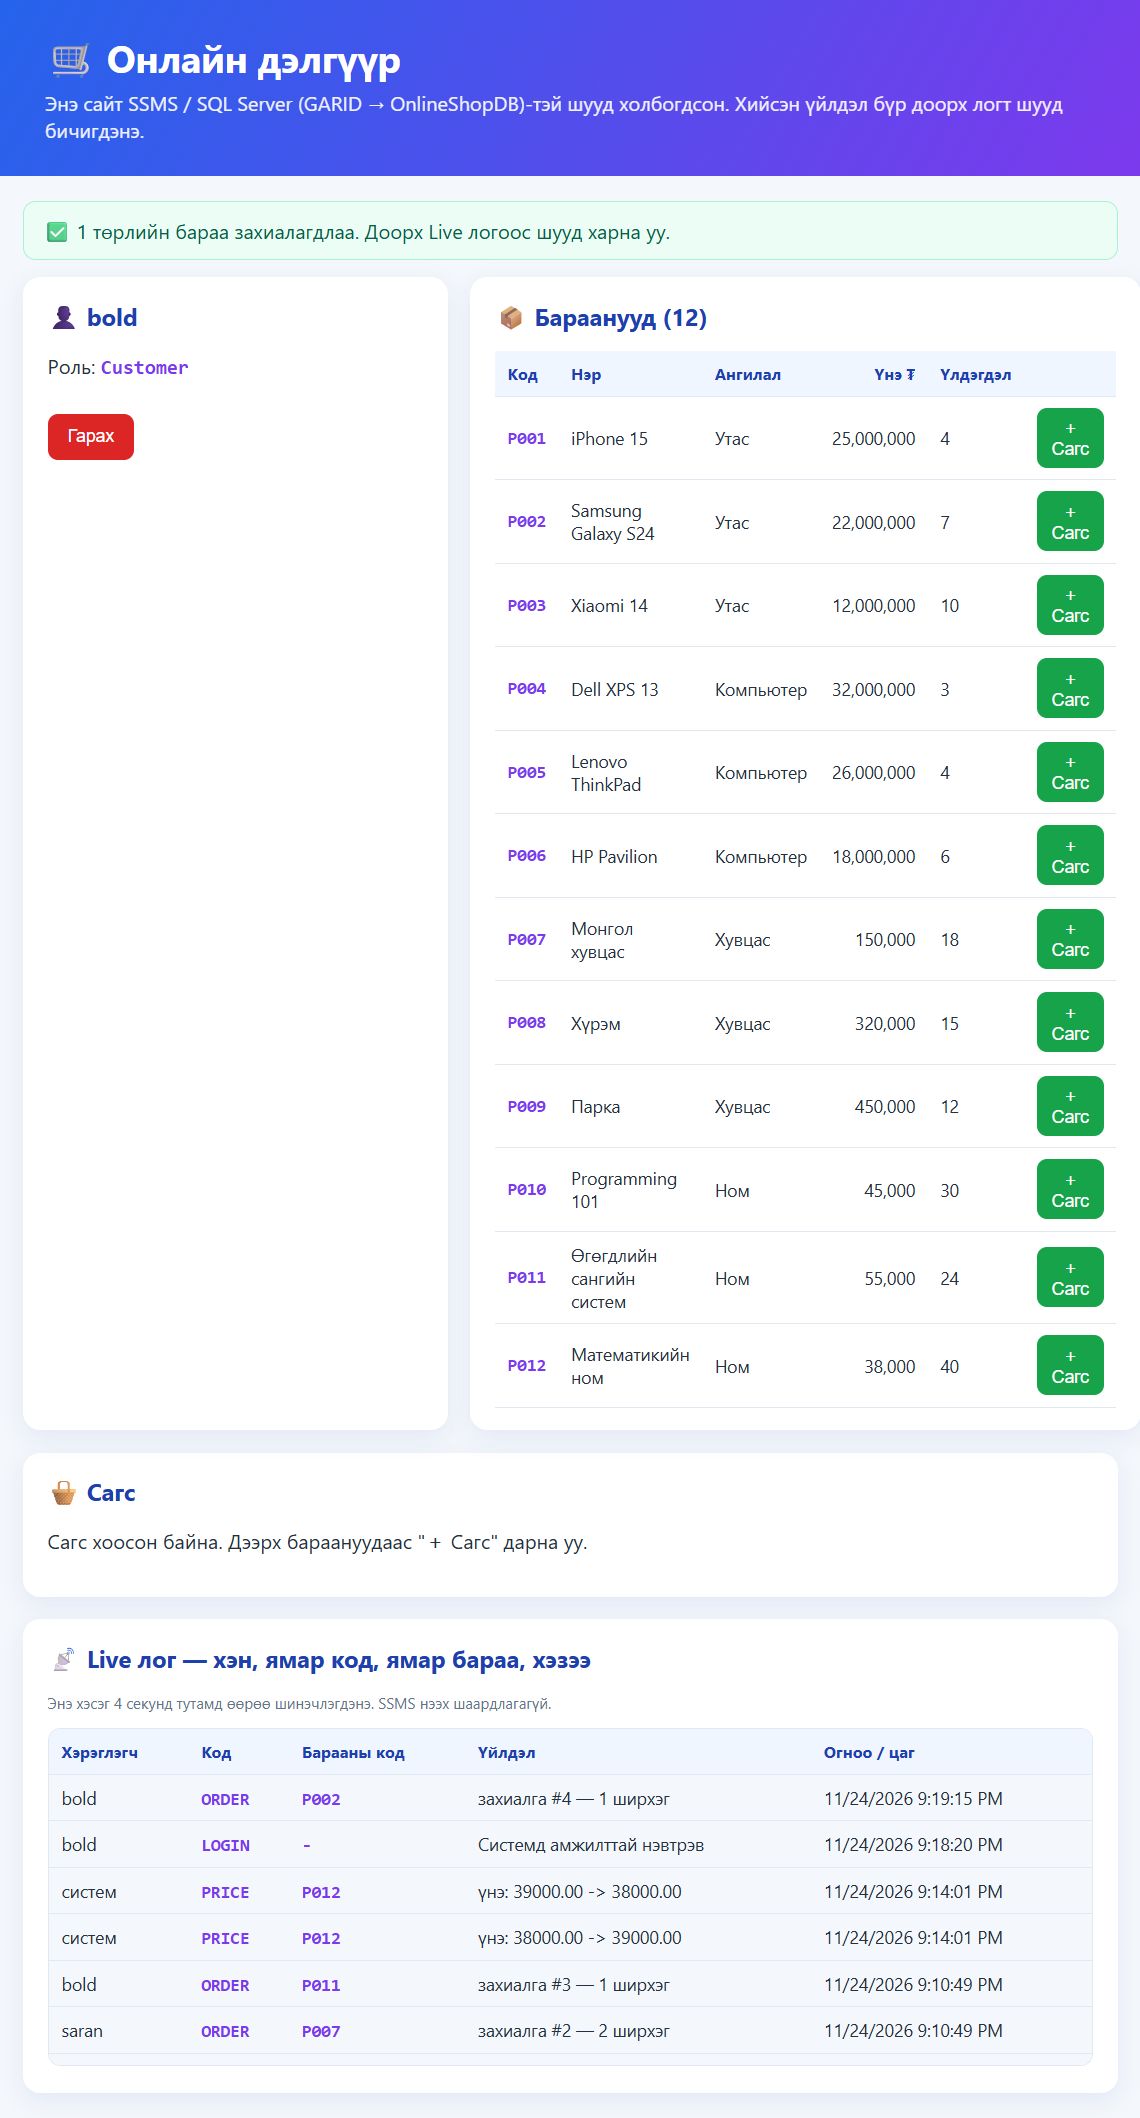 🛒 Онлайн дэлгүүр
Энэ сайт SSMS / SQL Server (GARID → OnlineShopDB)-тэй шууд холбогдсон. Хийсэн үйлдэл бүр доорх логт шууд
бичигдэнэ.
✅ 1 төрлийн бараа захиалагдлаа. Доорх Live логоос шууд харна уу.
👤 bold
Роль: Customer
Гарах
📦 Бараанууд (12)
Код Нэр Ангилал Үнэ ₮ Үлдэгдэл
P001 iPhone 15 Утас 25,000,000 4 + Сагс
P002 Samsung Galaxy S24 Утас 22,000,000 7 + Сагс
P003 Xiaomi 14 Утас 12,000,000 10 + Сагс
P004 Dell XPS 13 Компьютер 32,000,000 3 + Сагс
P005 Lenovo ThinkPad Компьютер 26,000,000 4 + Сагс
P006 HP Pavilion Компьютер 18,000,000 6 + Сагс
P007 Монгол хувцас Хувцас 150,000 18 + Сагс
P008 Хүрэм Хувцас 320,000 15 + Сагс
P009 Парка Хувцас 450,000 12 + Сагс
P010 Programming 101 Ном 45,000 30 + Сагс
P011 Өгөгдлийн сангийн систем Ном 55,000 24 + Сагс
P012 Математикийн ном Ном 38,000 40 + Сагс
🧺 Сагс
Сагс хоосон байна. Дээрх бараануудаас "+ Сагс" дарна уу.
📡 Live лог — хэн, ямар код, ямар бараа, хэзээ
Энэ хэсэг 4 секунд тутамд өөрөө шинэчлэгдэнэ. SSMS нээх шаардлагагүй.
Хэрэглэгч Код Барааны код Үйлдэл Огноо / цаг
bold ORDER P002 захиалга #4 — 1 ширхэг 11/24/2026 9:19:15 PM
bold LOGIN - Системд амжилттай нэвтрэв 11/24/2026 9:18:20 PM
систем PRICE P012 үнэ: 39000.00 -> 38000.00 11/24/2026 9:14:01 PM
систем PRICE P012 үнэ: 38000.00 -> 39000.00 11/24/2026 9:14:01 PM
bold ORDER P011 захиалга #3 — 1 ширхэг 11/24/2026 9:10:49 PM
saran ORDER P007 захиалга #2 — 2 ширхэг 11/24/2026 9:10:49 PM